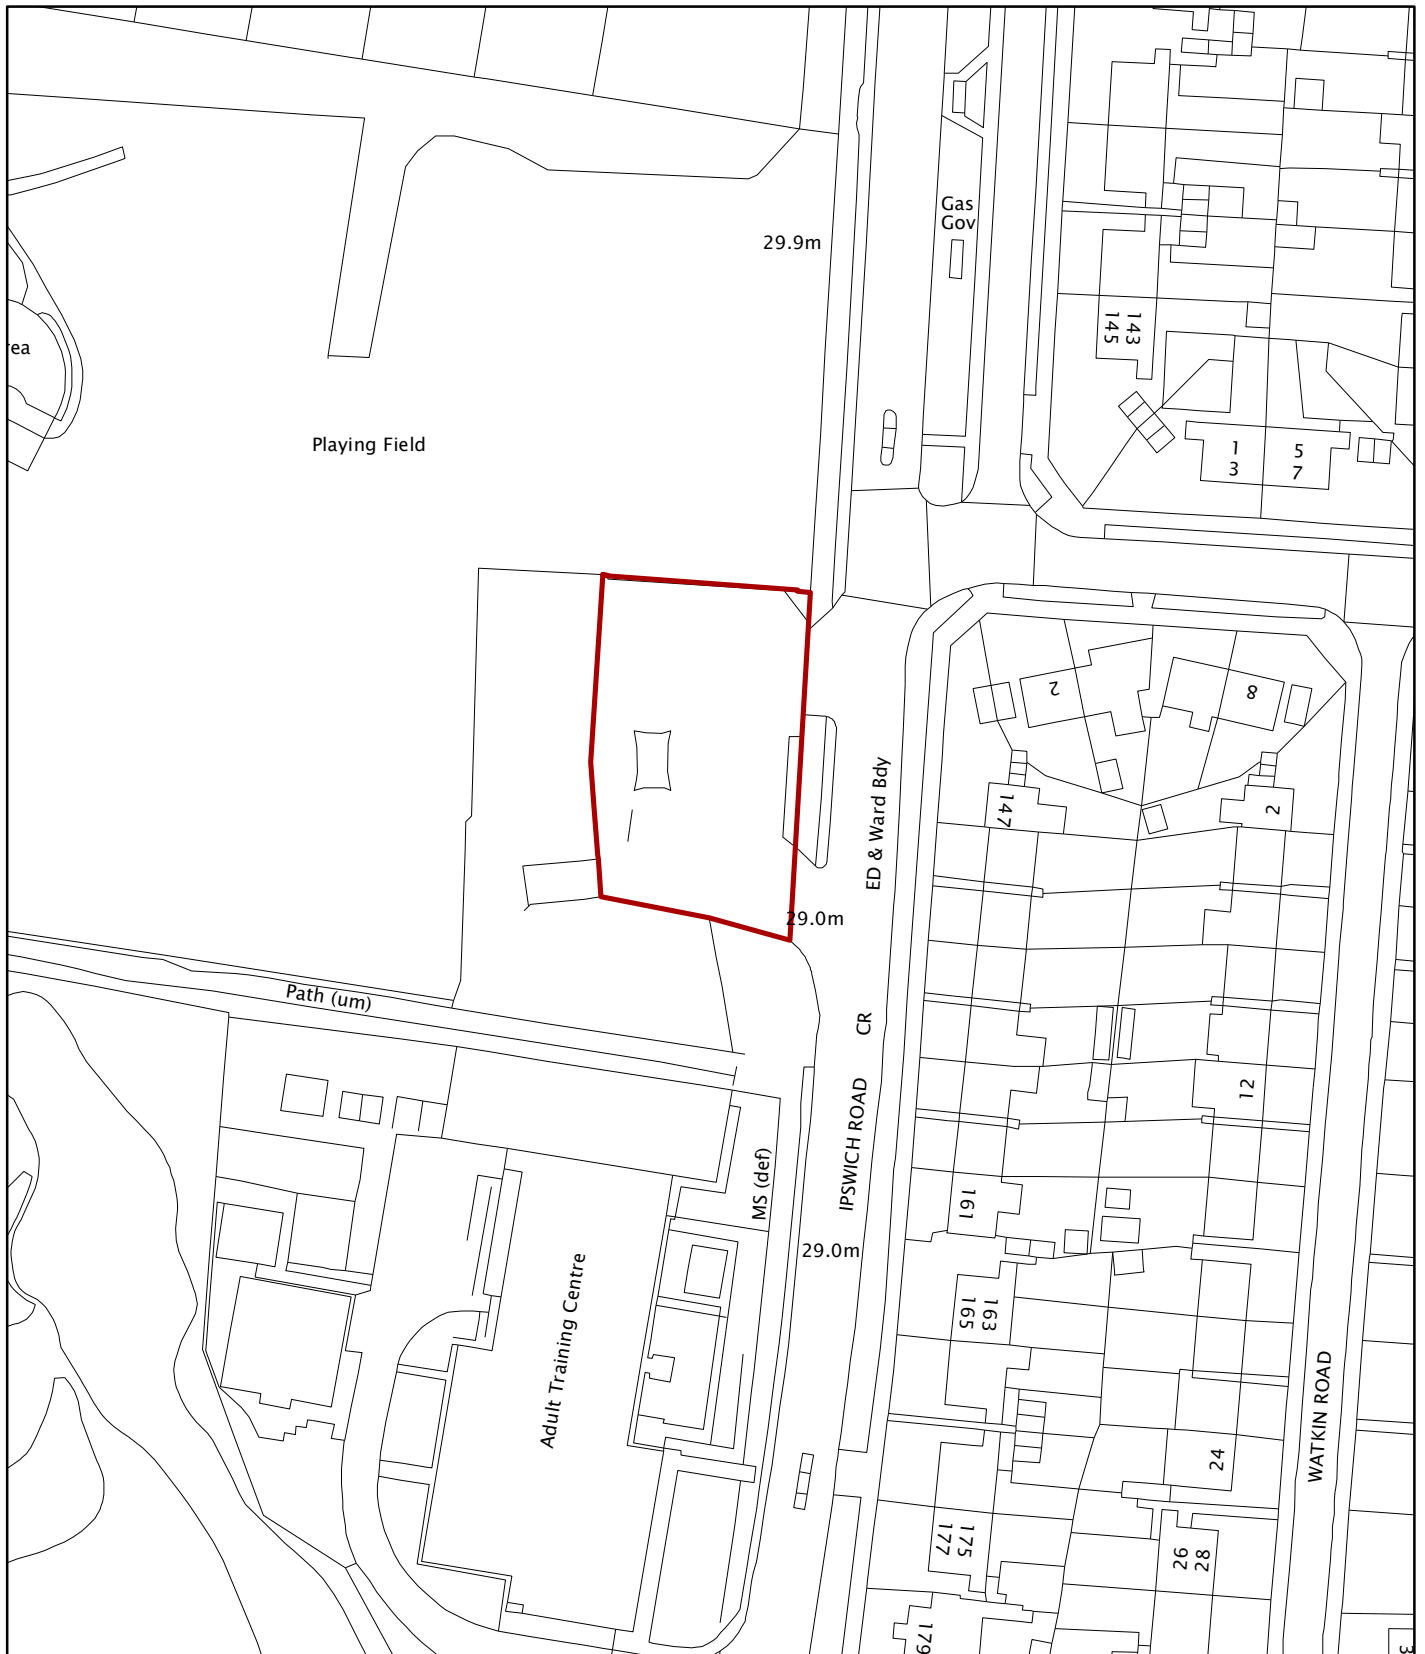 Gas
Gov
29.9m
143
145
rea
Playing Field
1
3
5
7
2
8
147
2
ED & Ward Bdy
29.0m
Path (um)
CR
IPSWICH ROAD
12
MS (def)
161
29.0m
Adult Training Centre
163
165
WATKIN ROAD
24
175
177
26
28
179
3